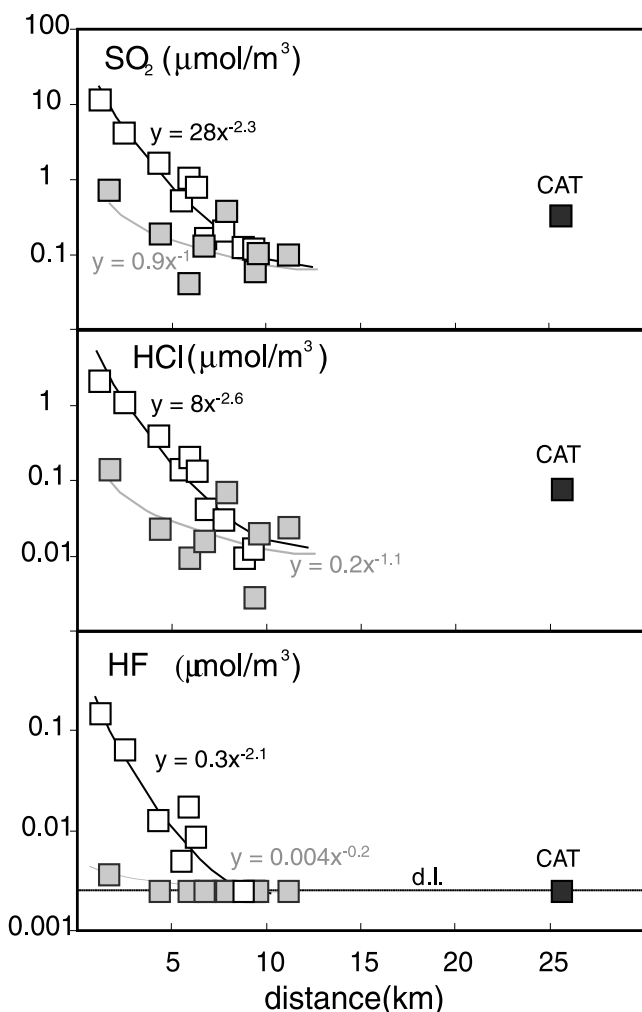 100
SO₂ (μmol/m³)
10
y = 28x⁻²·³
1
CAT
0.1
y = 0.9x⁻¹
HCl (μmol/m³)
1
y = 8x⁻²·⁶
CAT
0.1
0.01
y = 0.2x⁻¹·¹
HF (μmol/m³)
0.1
y = 0.3x⁻²·¹
0.01
y = 0.004x⁻⁰·²
CAT
d.l.
0.001
5 10 15 20 25
distance(km)